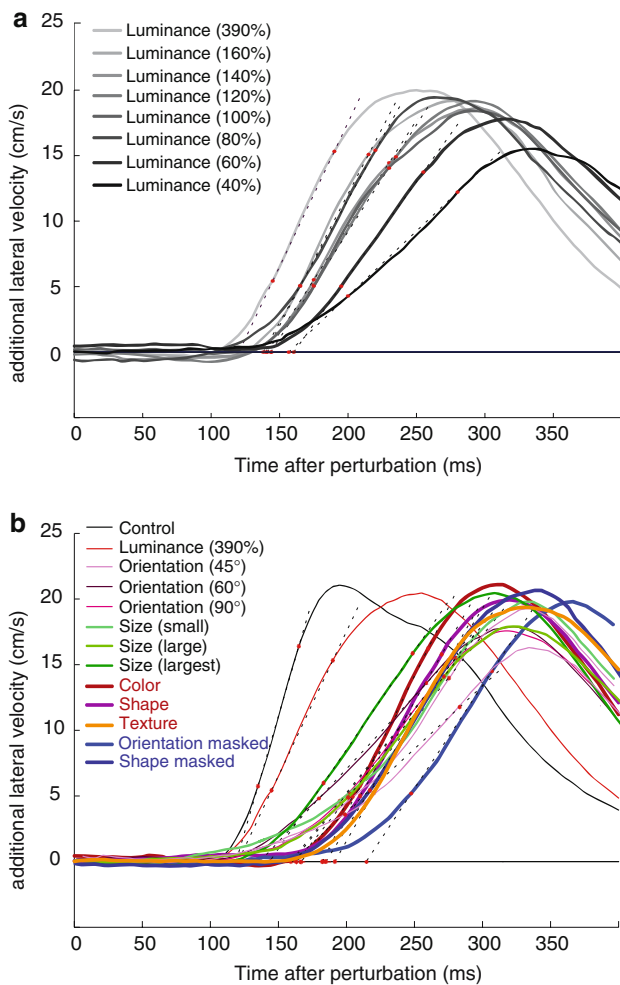 a
25
20
15
10
5
0
additional lateral velocity (cm/s)
Luminance (390%)
Luminance (160%)
Luminance (140%)
Luminance (120%)
Luminance (100%)
Luminance (80%)
Luminance (60%)
Luminance (40%)
0 50 100 150 200 250 300 350
Time after perturbation (ms)
b
25
20
15
10
5
0
additional lateral velocity (cm/s)
Control
Luminance (390%)
Orientation (45°)
Orientation (60°)
Orientation (90°)
Size (small)
Size (large)
Size (largest)
Color
Shape
Texture
Orientation masked
Shape masked
0 50 100 150 200 250 300 350
Time after perturbation (ms)